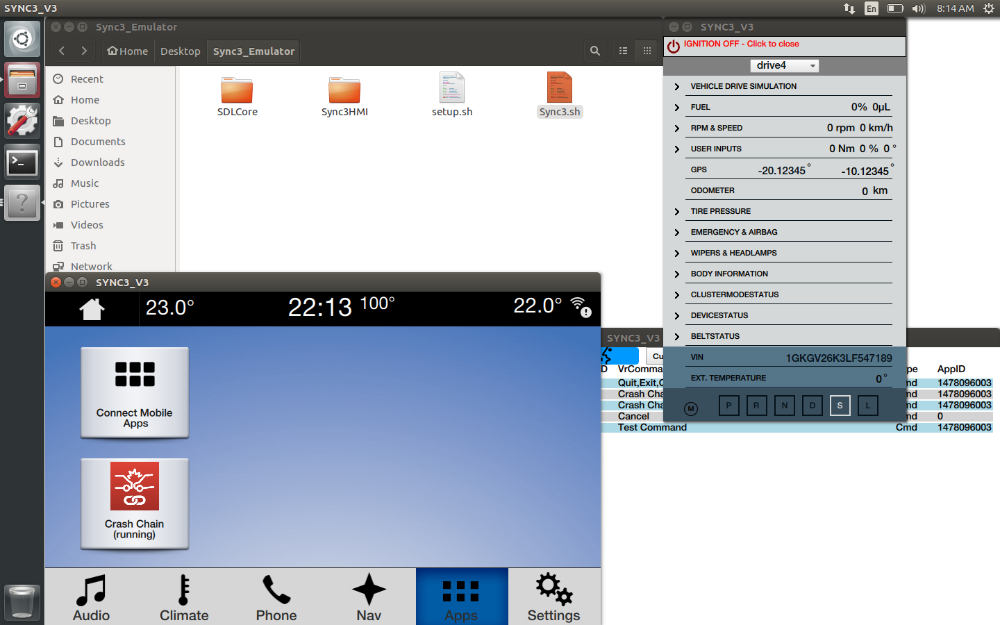 SYNC3_V3
En
8:14 AM
Sync3_Emulator
Home
Desktop
Sync3_Emulator
Recent
Home
Desktop
Documents
Downloads
Music
Pictures
Videos
Trash
Network
SDLCore
Sync3HMI
setup.sh
Sync3.sh
SYNC3_V3
IGNITION OFF - Click to close
drive4
VEHICLE DRIVE SIMULATION
FUEL 0% 0µL
RPM & SPEED 0 rpm 0 km/h
USER INPUTS 0 Nm 0 % 0 °
GPS -20.12345° -10.12345°
ODOMETER 0 km
TIRE PRESSURE
EMERGENCY & AIRBAG
WIPERS & HEADLAMPS
BODY INFORMATION
CLUSTERMODESTATUS
DEVICESTATUS
BELTSTATUS
VIN 1GKGV26K3LF547189
EXT. TEMPERATURE 0°
M P R N D S L
SYNC3_V3
23.0° 22:13 100° 22.0°
Connect Mobile
Apps
Crash Chain
(running)
Audio Climate Phone Nav Apps Settings
SYNC3_V3
Cu
D VrComma pe AppID
Quit,Exit,C md 1478096003
Crash Cha md 1478096003
Crash Cha md 1478096003
Cancel md 0
Test Command Cmd 1478096003